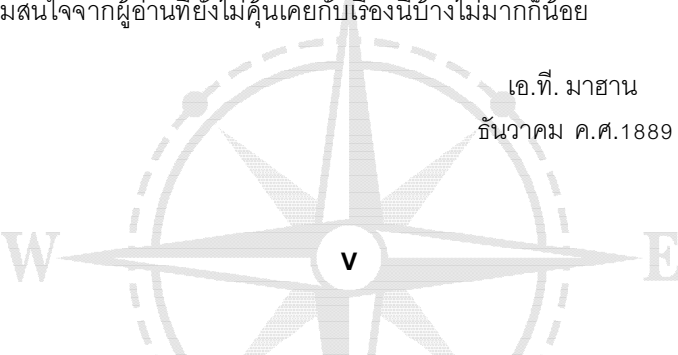 มสนใจจากผู้อ่านที่ยังไม่คุ้นเคยกับเรื่องนี้บ้างไม่มากก็น้อย
เอ.ที. มาฮาน
ธันวาคม ค.ศ.1889
W
V
E